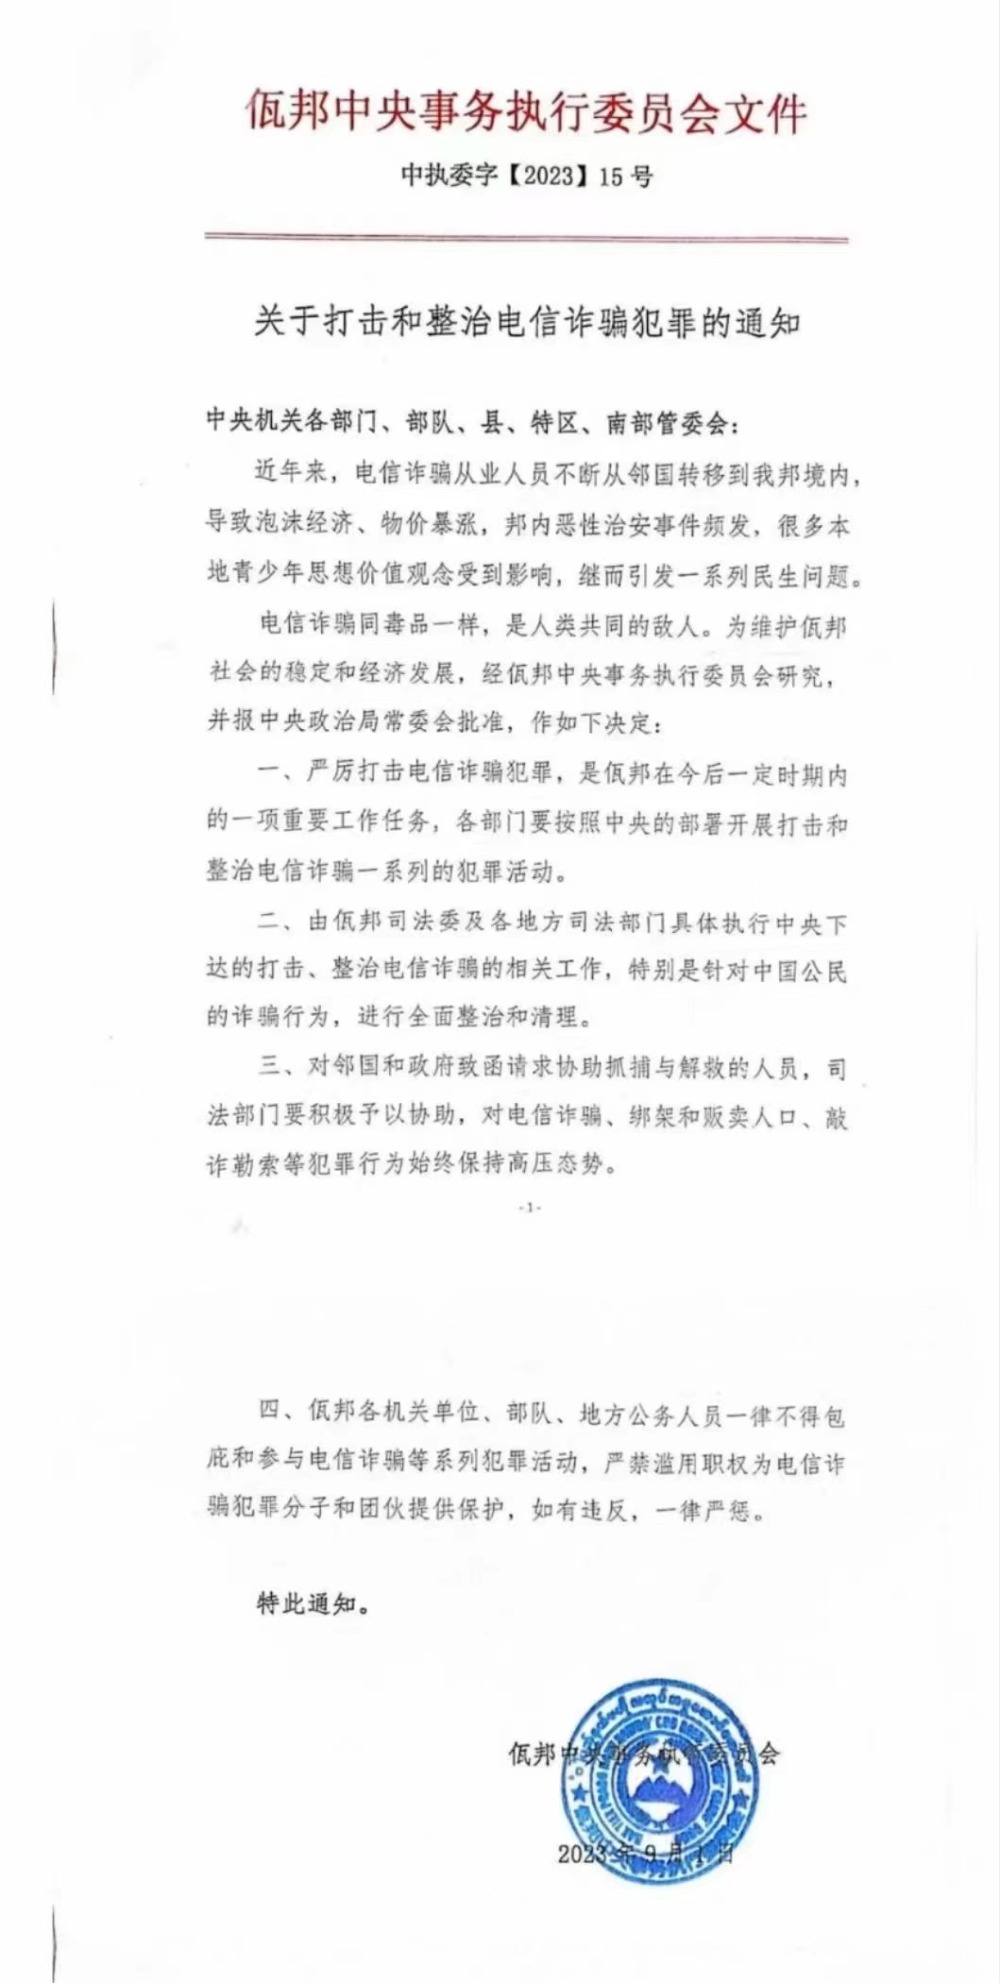 佤邦中央事务执行委员会文件
中执委字【2023】15号
关于打击和整治电信诈骗犯罪的通知
中央机关各部门、部队、县、特区、南部管委会：
近年来，电信诈骗从业人员不断从邻国转移到我邦境内，
导致泡沫经济、物价暴涨，邦内恶性治安事件频发，很多本
地青少年思想价值观念受到影响，继而引发一系列民生问题。
电信诈骗同毒品一样，是人类共同的敌人。为维护佤邦
社会的稳定和经济发展，经佤邦中央事务执行委员会研究，
并报中央政治局常委会批准，作如下决定：
一、严厉打击电信诈骗犯罪，是佤邦在今后一定时期内
的一项重要工作任务，各部门要按照中央的部署开展打击和
整治电信诈骗一系列的犯罪活动。
二、由佤邦司法委及各地方司法部门具体执行中央下
达的打击、整治电信诈骗的相关工作，特别是针对中国公民
的诈骗行为，进行全面整治和清理。
三、对邻国和政府致函请求协助抓捕与解救的人员，司
法部门要积极予以协助，对电信诈骗、绑架和贩卖人口、敲
诈勒索等犯罪行为始终保持高压态势。
-1-
四、佤邦各机关单位、部队、地方公务人员一律不得包
庇和参与电信诈骗等系列犯罪活动，严禁滥用职权为电信诈
骗犯罪分子和团伙提供保护，如有违反，一律严惩。
特此通知。
佤邦中央事务执行委员会
2023年9月1日